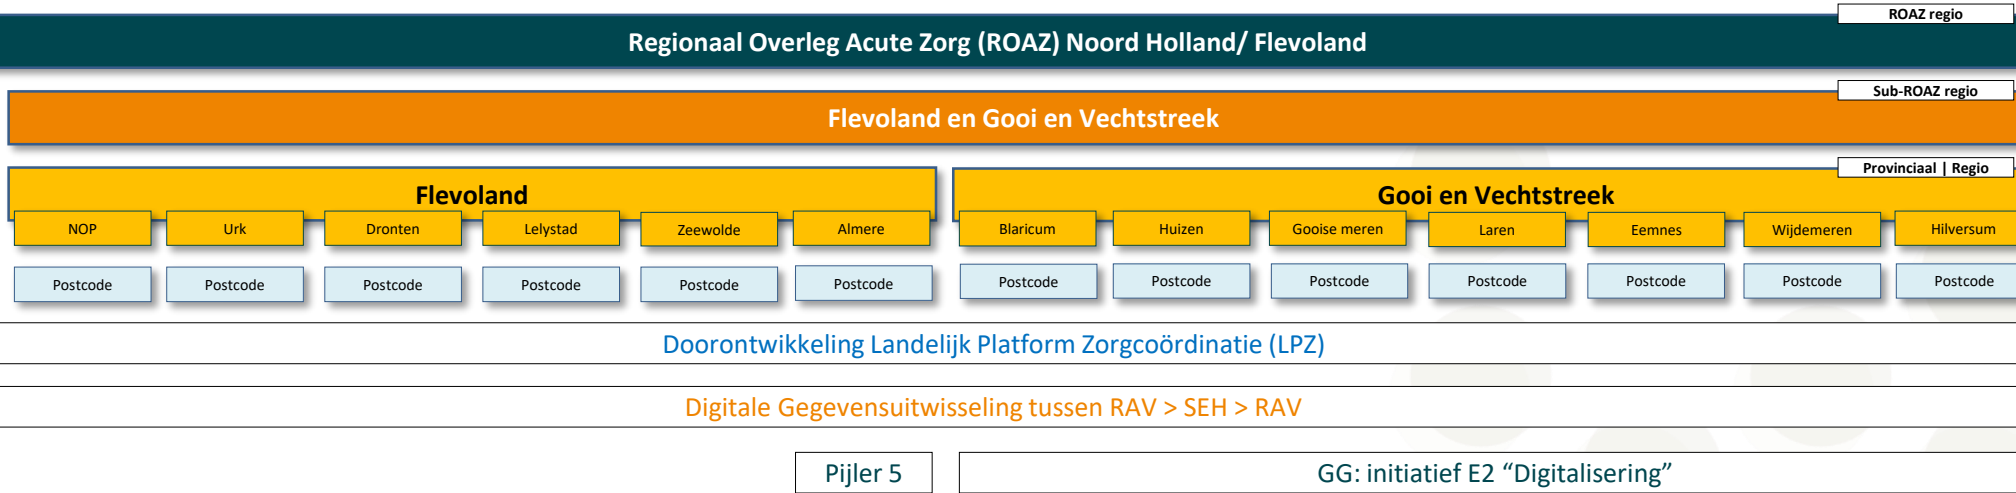 ROAZ regio
Regionaal Overleg Acute Zorg (ROAZ) Noord Holland/ Flevoland
Sub-ROAZ regio
Flevoland en Gooi en Vechtstreek
Provinciaal | Regio
Flevoland
Gooi en Vechtstreek
NOP
Urk
Dronten
Lelystad
Zeewolde
Almere
Blaricum
Huizen
Gooise meren
Laren
Eemnes
Wijdemeren
Hilversum
Postcode
Postcode
Postcode
Postcode
Postcode
Postcode
Postcode
Postcode
Postcode
Postcode
Postcode
Postcode
Postcode
Doorontwikkeling Landelijk Platform Zorgcoördinatie (LPZ)
Digitale Gegevensuitwisseling tussen RAV > SEH > RAV
Pijler 5
GG: initiatief E2 “Digitalisering”